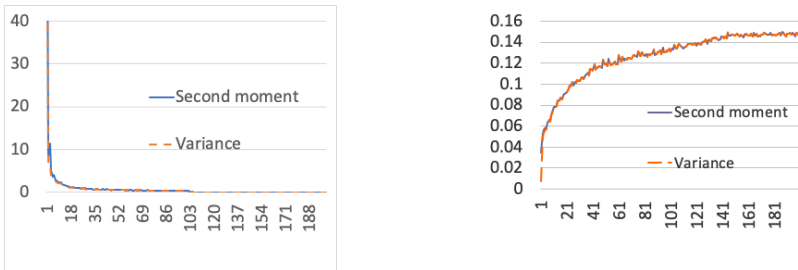 40
30
20
10
0
Second moment
Variance
1 18 35 52 69 86 103 120 137 154 171 188
0.16
0.14
0.12
0.1
0.08
0.06
0.04
0.02
0
Second moment
Variance
1 21 41 61 81 101 121 141 161 181